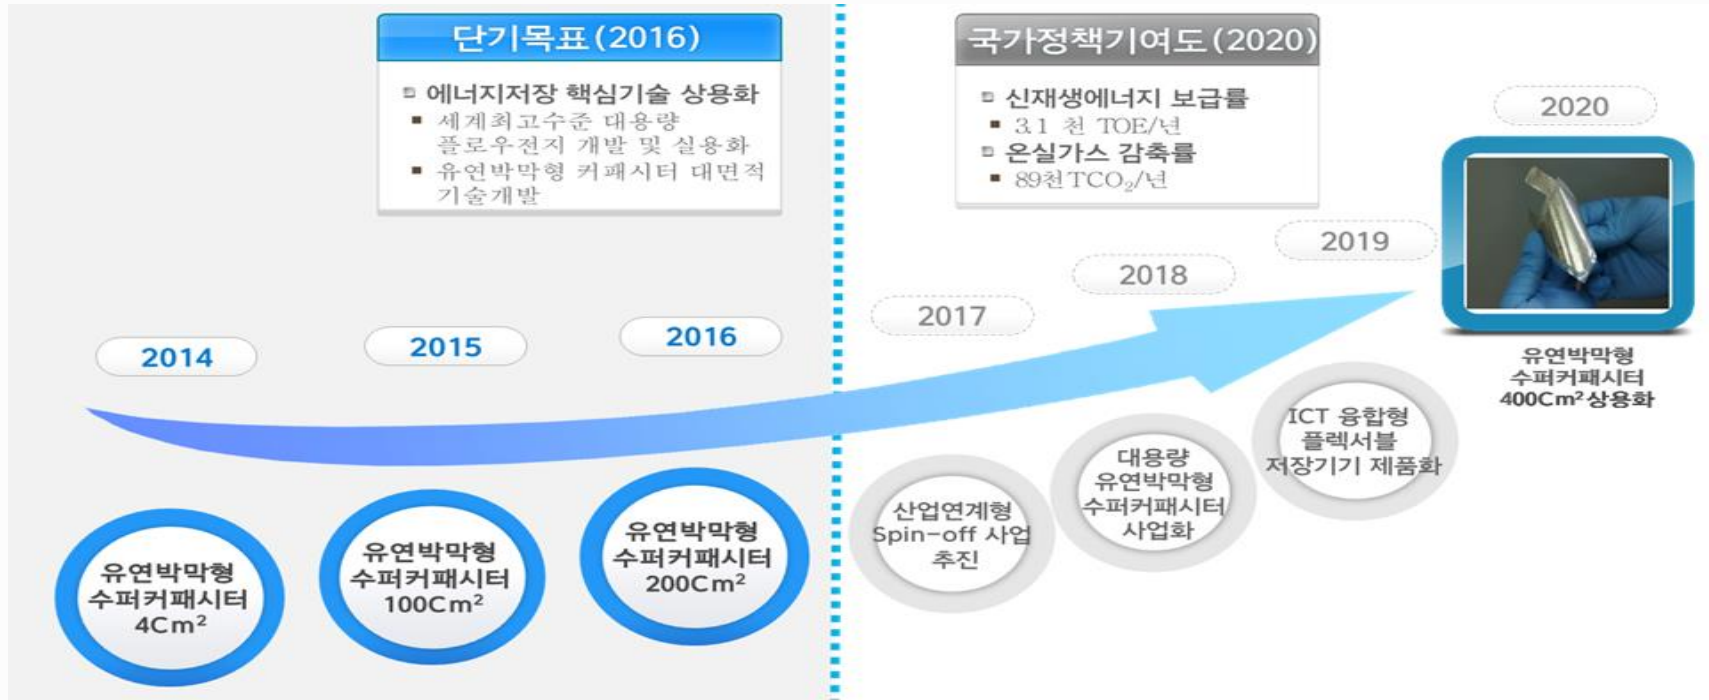 단기목표(2016)
에너지저장 핵심기술 상용화
세계최고수준 대용량
플로우전지 개발 및 실용화
유연박막형 커패시터 대면적
기술개발
국가정책기여도(2020)
신재생에너지 보급률
3.1 천 TOE/년
온실가스 감축률
89천TCO₂/년
2014
2015
2016
2017
2018
2019
2020
유연박막형
수퍼커패시터
4Cm²
유연박막형
수퍼커패시터
100Cm²
유연박막형
수퍼커패시터
200Cm²
산업연계형
Spin-off 사업
추진
대용량
유연박막형
수퍼커패시터
사업화
ICT 융합형
플렉서블
저장기기 제품화
유연박막형
수퍼커패시터
400Cm²상용화